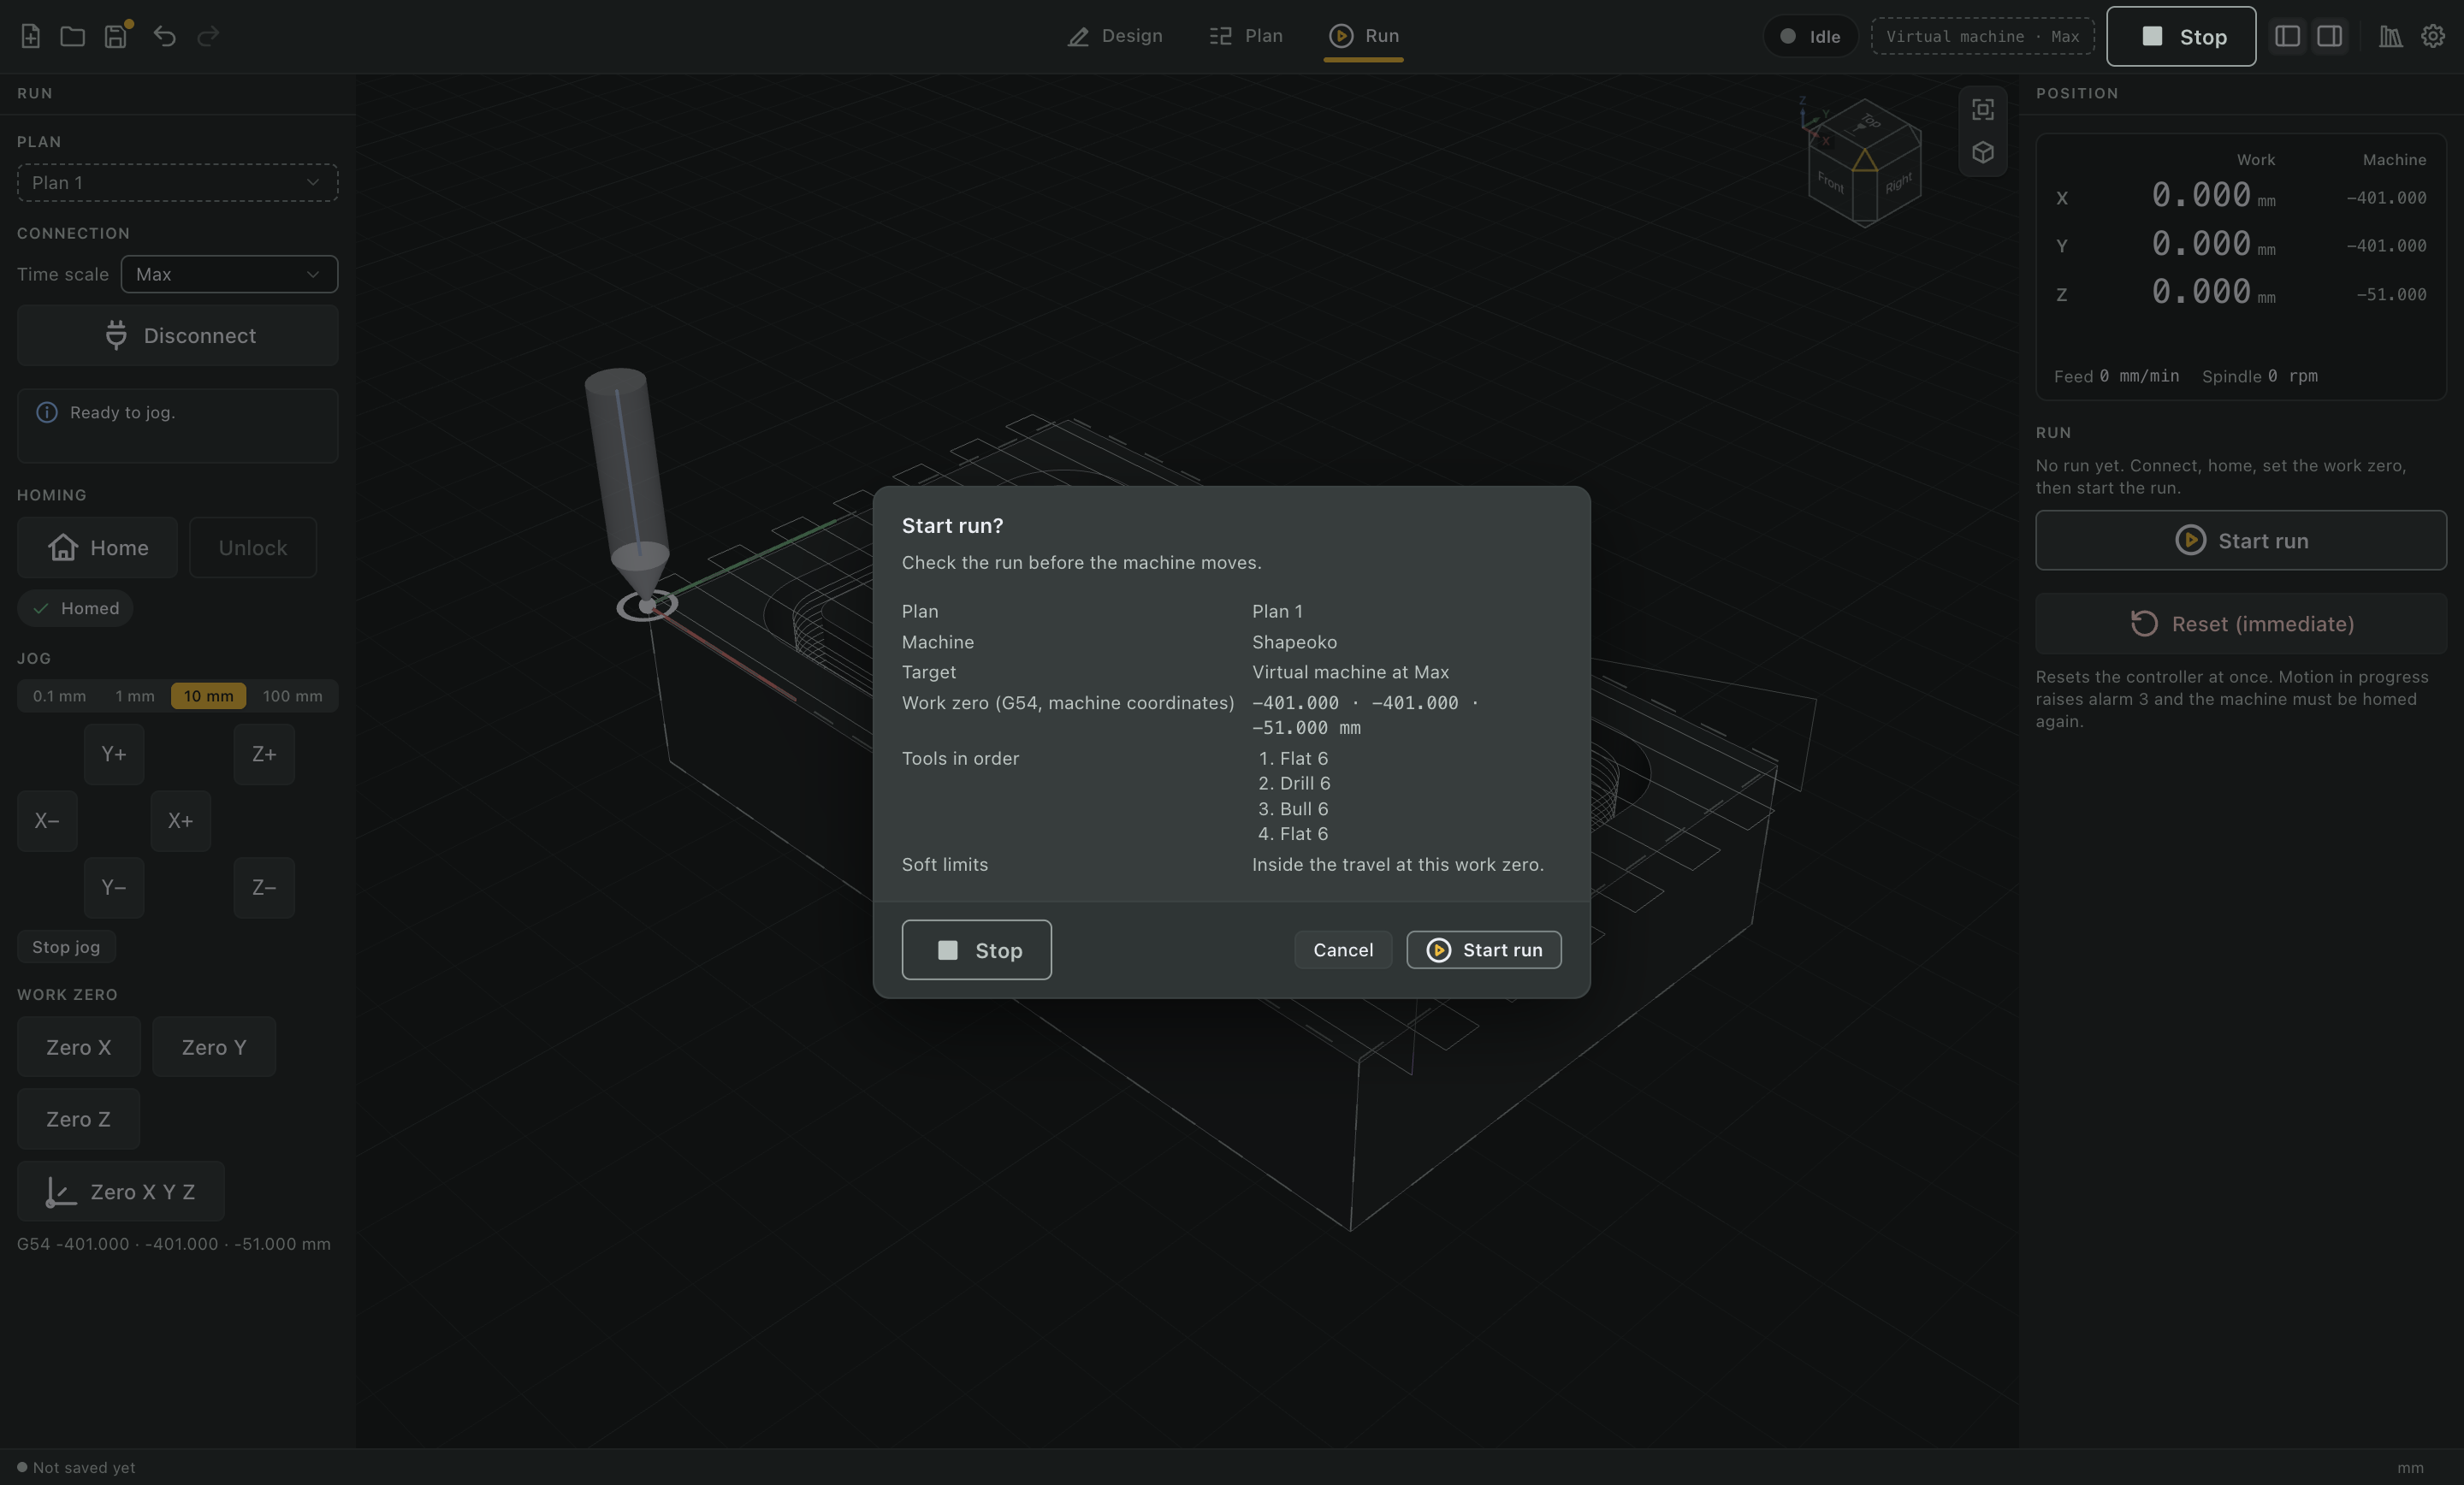 Design
Plan
Run
Idle
Virtual machine · Max
Stop
RUN
PLAN
Plan 1
CONNECTION
Time scale
Max
Disconnect
Ready to jog.
HOMING
Home
Unlock
Homed
JOG
0.1 mm
1 mm
10 mm
100 mm
Y+
Z+
X−
X+
Y−
Z−
Stop jog
WORK ZERO
Zero X
Zero Y
Zero Z
Zero X Y Z
G54 -401.000 · -401.000 · -51.000 mm
Z
Y
X
Top
Front
Right
Start run?
Check the run before the machine moves.
Plan
Plan 1
Machine
Shapeoko
Target
Virtual machine at Max
Work zero (G54, machine coordinates)
−401.000 · −401.000 ·
−51.000 mm
Tools in order
1. Flat 6
2. Drill 6
3. Bull 6
4. Flat 6
Soft limits
Inside the travel at this work zero.
Stop
Cancel
Start run
POSITION
Work
Machine
X
0.000 mm
−401.000
Y
0.000 mm
−401.000
Z
0.000 mm
−51.000
Feed 0 mm/min
Spindle 0 rpm
RUN
No run yet. Connect, home, set the work zero,
then start the run.
Start run
Reset (immediate)
Resets the controller at once. Motion in progress
raises alarm 3 and the machine must be homed
again.
Not saved yet
mm